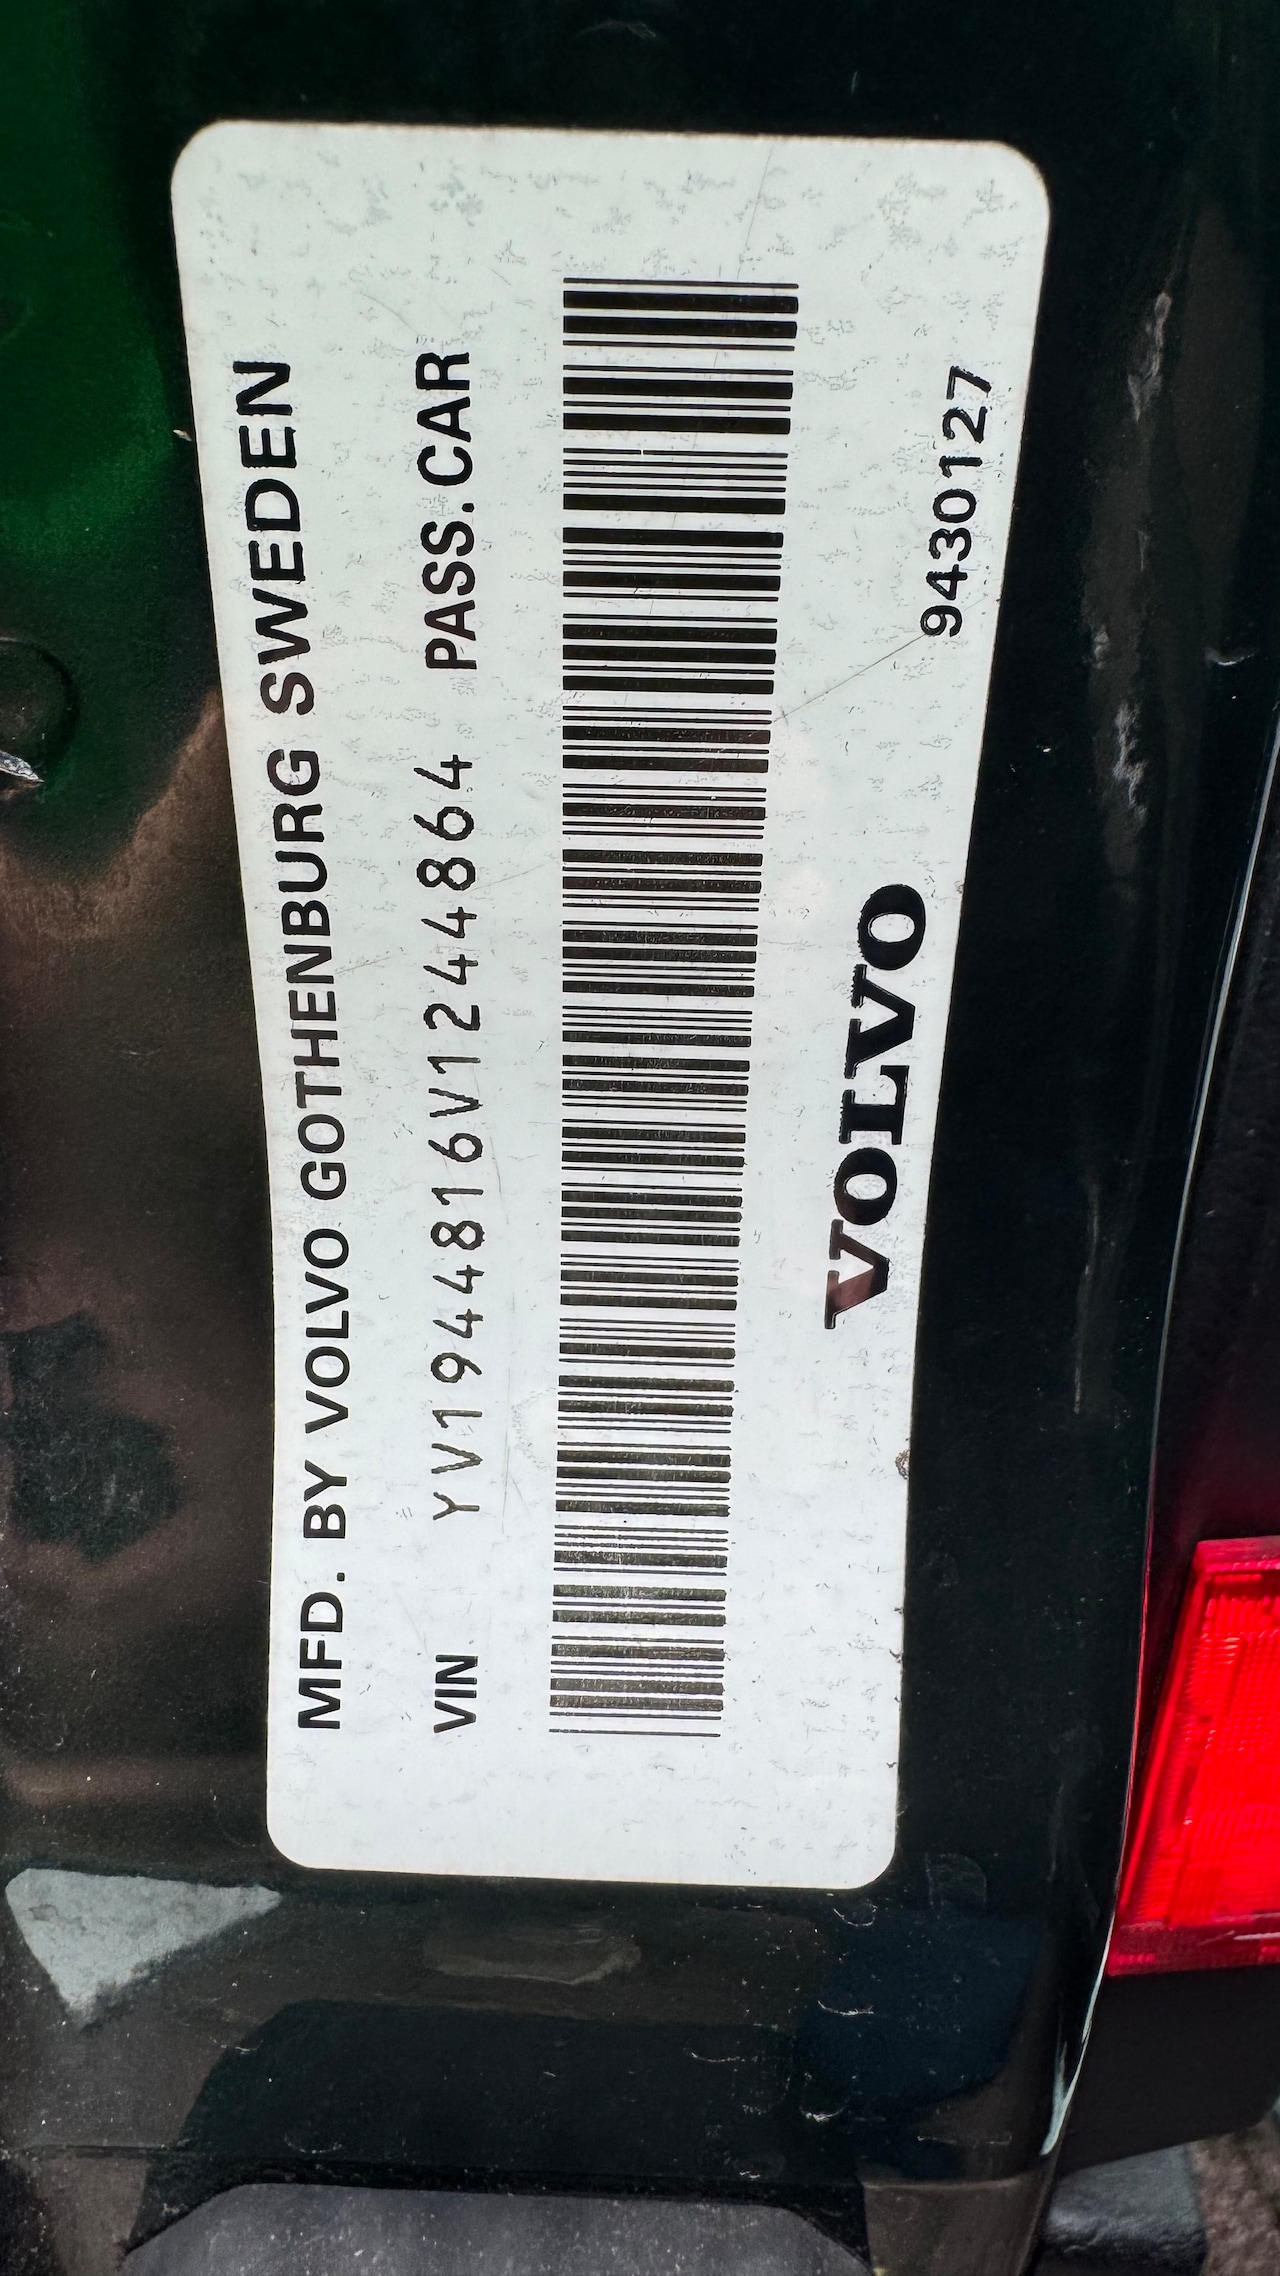 MFD. BY VOLVO GOTHENBURG SWEDEN
VIN. YV1944816V1244864 PASS. CAR
VOLVO 9430127